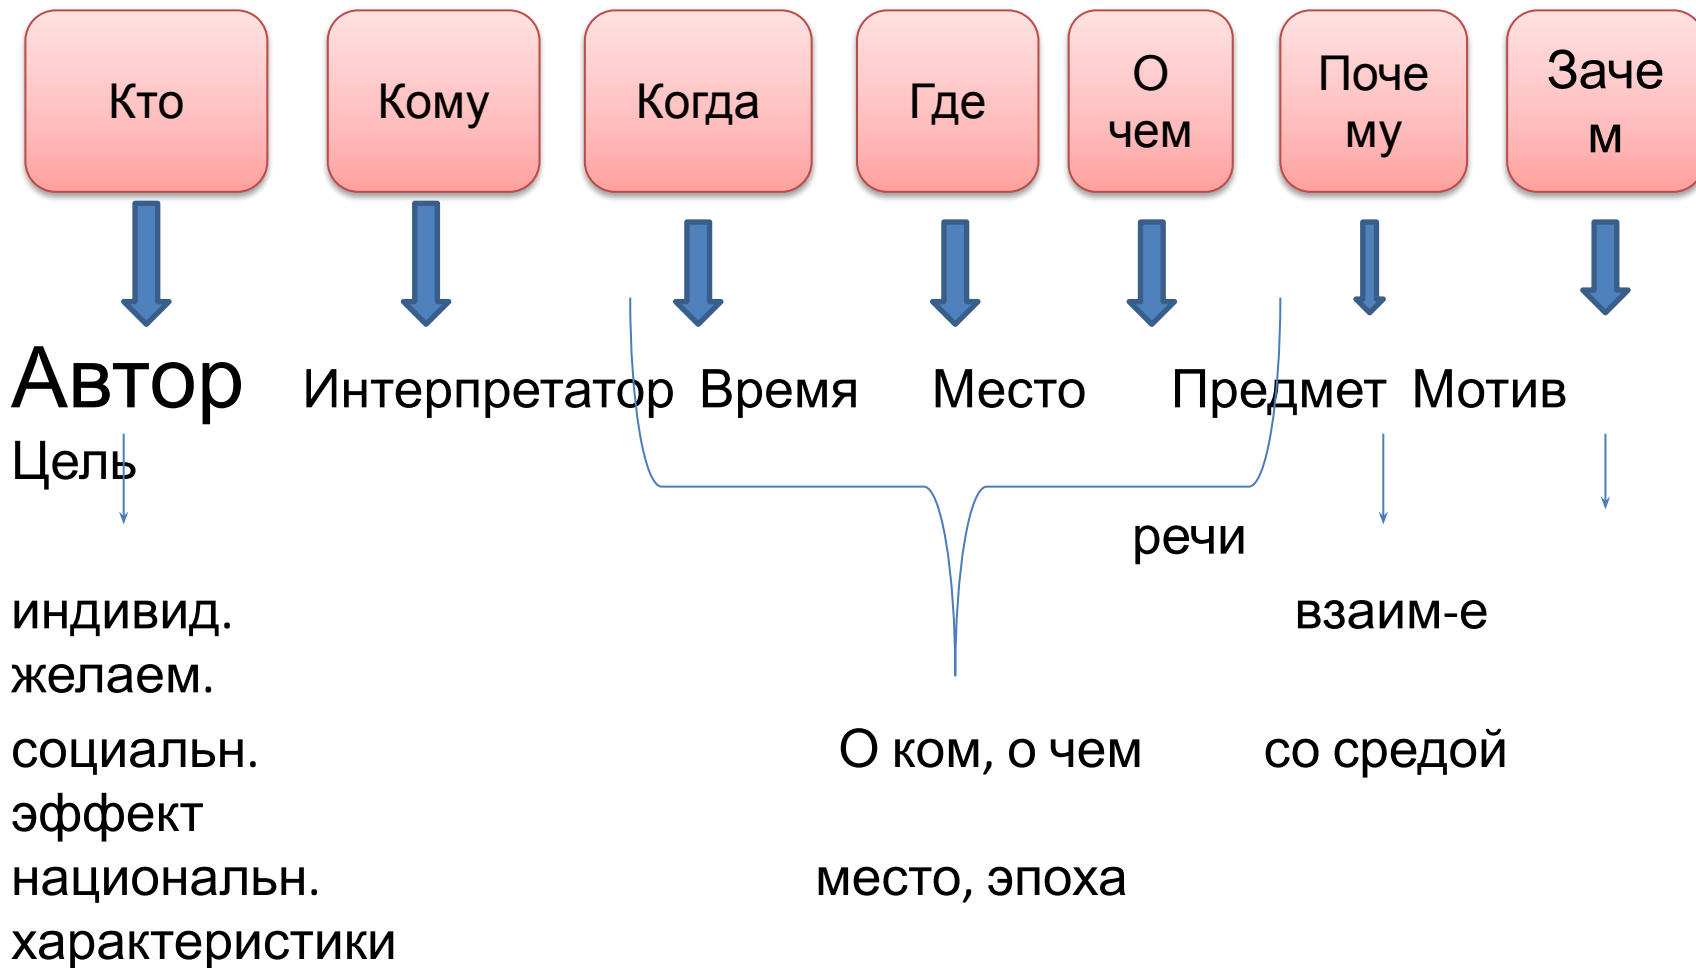 Кто
Кому
Когда
Где
О
чем
Поче
му
Заче
м
Автор Интерпретатор Время Место Предмет Мотив
Цель
речи
индивид. взаим-е
желаем.
социальн. О ком, о чем со средой
эффект
национальн. место, эпоха
характеристики